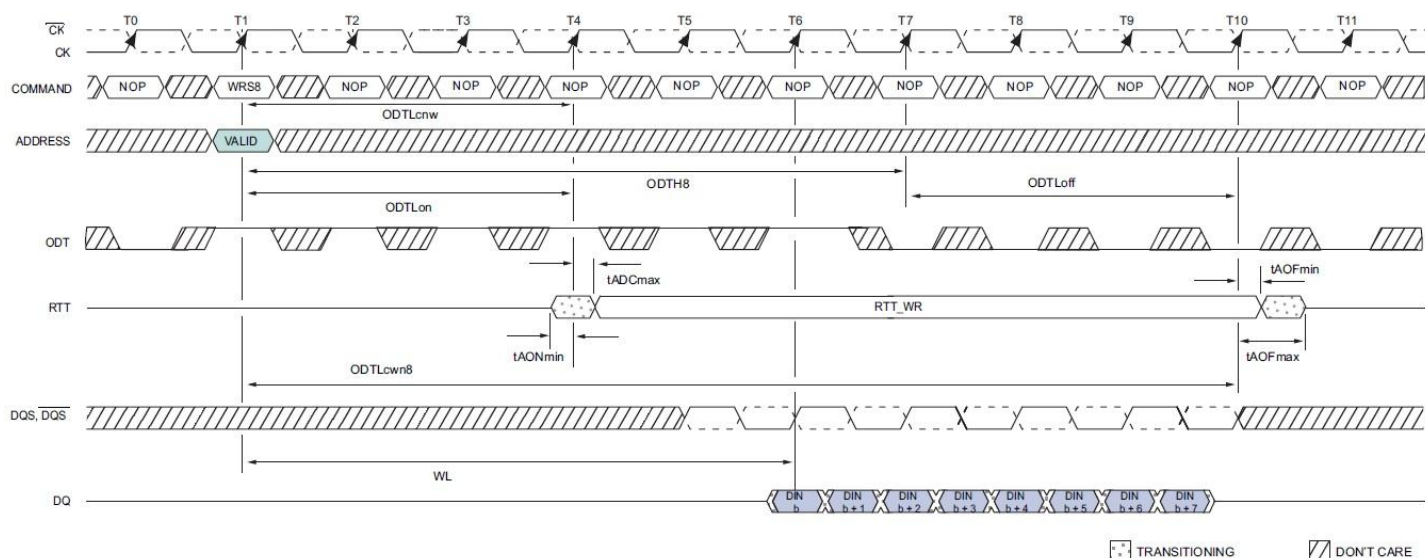 T0 T1 T2 T3 T4 T5 T6 T7 T8 T9 T10 T11
CK
CK
COMMAND NOP WRS8 NOP NOP NOP NOP NOP NOP NOP NOP NOP NOP
ODTLcnw
ADDRESS VALID
ODTH8 ODTLoff
ODTLon
ODT
tADCmax tAOFmin
RTT RTT_WR
tAONmin tAOFmax
ODTLcwn8
DQS, DQS
WL
DQ DIN b DIN b + 1 DIN b + 2 DIN b + 3 DIN b + 4 DIN b + 5 DIN b + 6 DIN b + 7
TRANSITIONING DON'T CARE